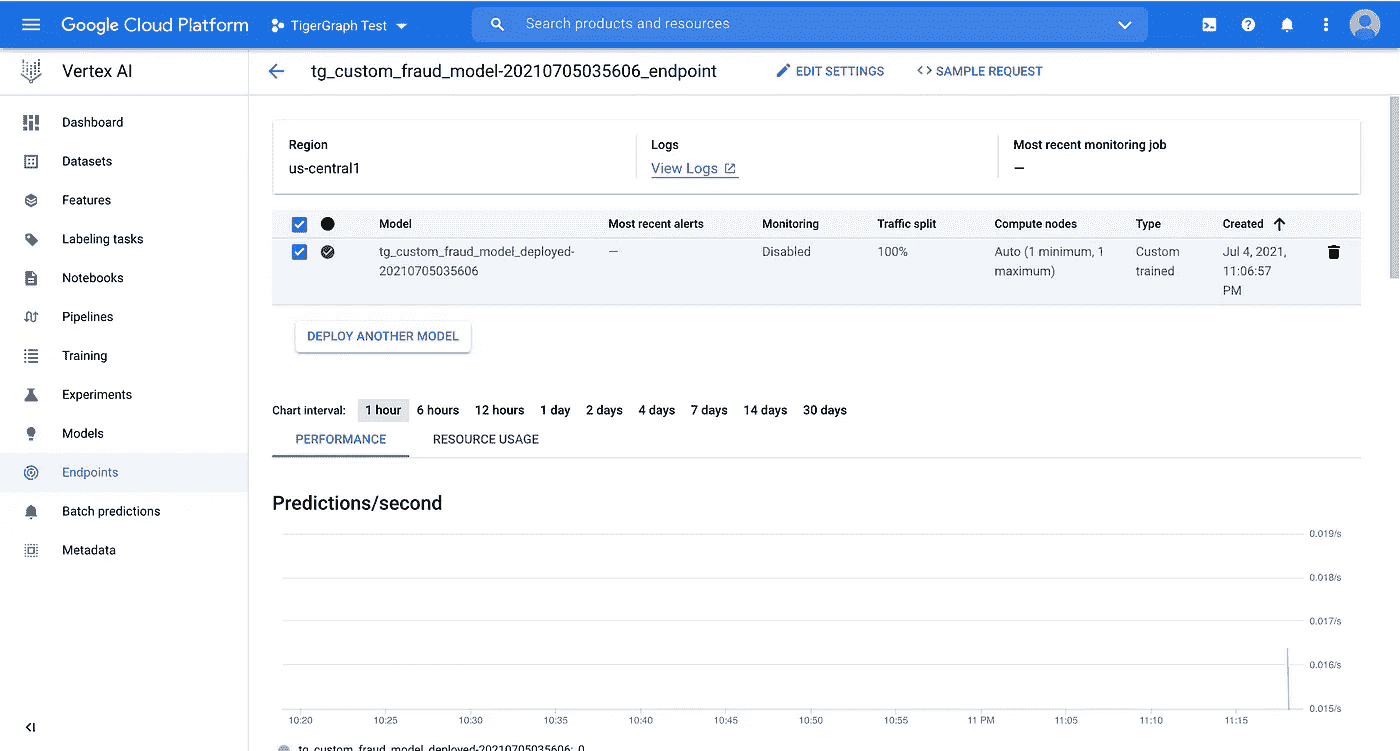 Google Cloud Platform
TigerGraph Test
Search products and resources
Vertex AI
tg_custom_fraud_model-20210705035606_endpoint
EDIT SETTINGS
SAMPLE REQUEST
Dashboard
Datasets
Features
Labeling tasks
Notebooks
Pipelines
Training
Experiments
Models
Endpoints
Batch predictions
Metadata
Region
us-central1
Logs
View Logs
Most recent monitoring job
—
Model Most recent alerts Monitoring Traffic split Compute nodes Type Created
tg_custom_fraud_model_deployed- — Disabled 100% Auto (1 minimum, 1 Custom Jul 4, 2021,
20210705035606 maximum) trained 11:06:57
PM
DEPLOY ANOTHER MODEL
Chart interval: 1 hour 6 hours 12 hours 1 day 2 days 4 days 7 days 14 days 30 days
PERFORMANCE RESOURCE USAGE
Predictions/second
0.019/s
0.018/s
0.017/s
0.016/s
0.015/s
10:20 10:25 10:30 10:35 10:40 10:45 10:50 10:55 11 PM 11:05 11:10 11:15
tg_custom_fraud_model_deployed-20210705035606: 0